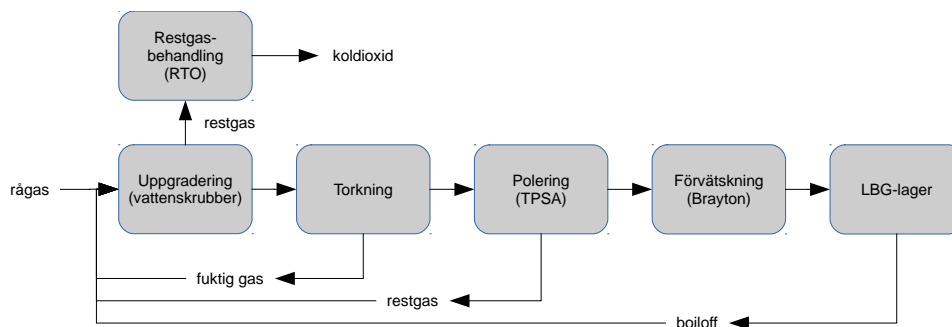 Restgas-
behandling
(RTO)
koldioxid
restgas
rågas
Uppgradering
(vattenskrubber)
Torkning
Polering
(TPSA)
Förvätskning
(Brayton)
LBG-lager
fuktig gas
restgas
boiloff